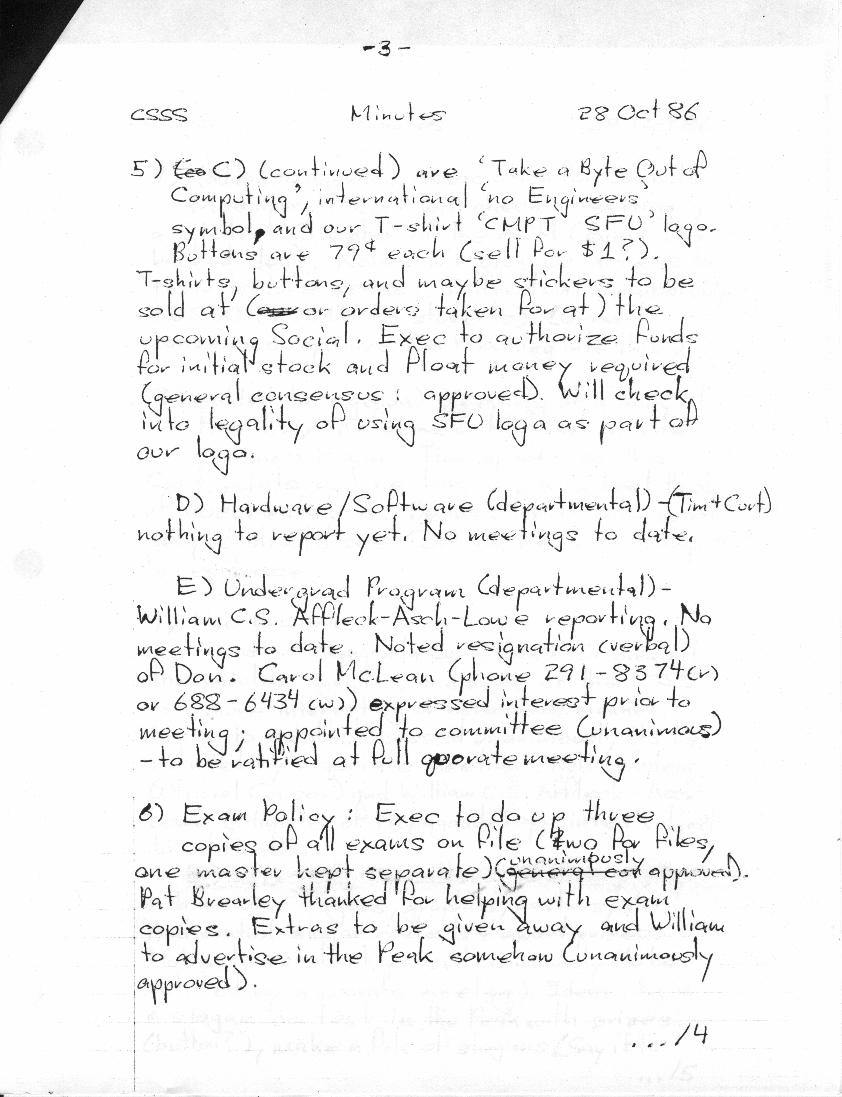 -3-
CSSS Minutes 28 Oct 86
5) C) (continued) are 'Take a Byte Out of
Computing', international 'no Engineers'
symbol, and our T-shirt 'CMPT SFU' logo.
Buttons are 79¢ each (sell for $1?).
T-shirts, buttons, and maybe stickers to be
sold at (or orders taken for at) the
upcoming Social. Exec to authorize funds
for initial stock and float money required
(general consensus: approved). Will check
into legality of using SFU logo as part of
our logo.
D) Hardware/Software (departmental) - (Tim + Curt)
nothing to report yet. No meetings to date.
E) Undergrad Program (departmental) -
William C.S. Affleck-Asch-Lowe reporting. No
meetings to date. Noted resignation (verbal)
of Don. Carol McLean (phone 291-8374(r)
or 688-6434 (w)) expressed interest prior to
meeting; appointed to committee (unanimous)
- to be ratified at full quorate meeting.
6) Exam Policy: Exec to do up three
copies of all exams on file (two for files,
one master kept separate) (unanimously
approved).
Pat Brearley thanked for helping with exam
copies. Extras to be given away and William
to advertise in the Peak somehow (unanimously
approved).
.../4